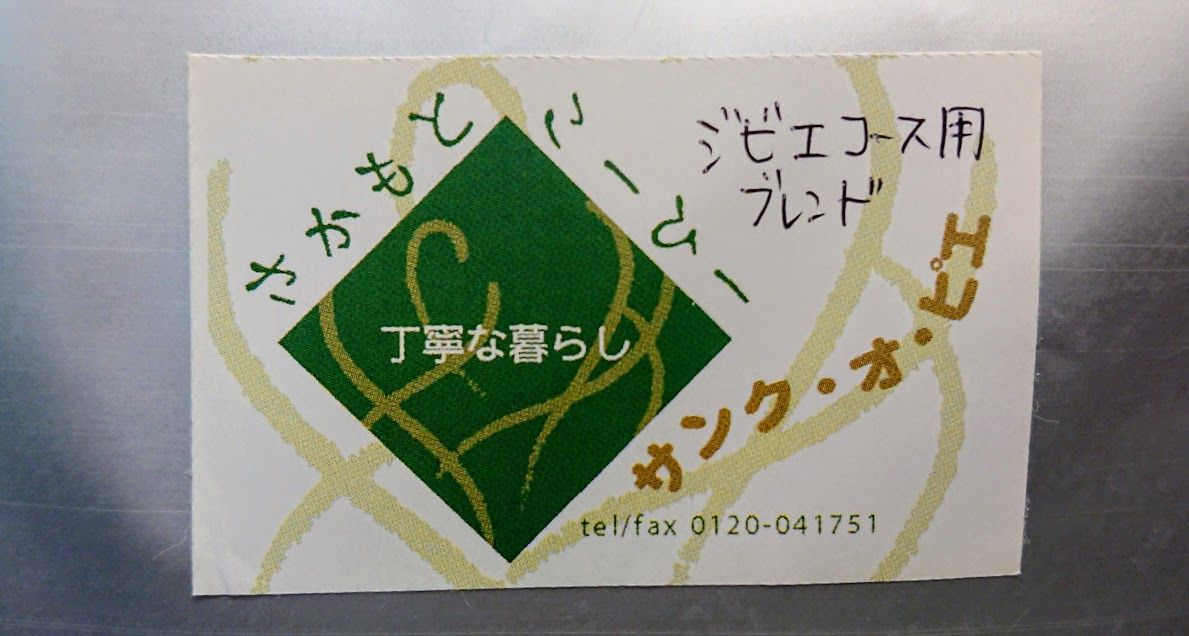 さかもとこーひー
ジビエコース用
ブレンド
丁寧な暮らし
サンク・オ・ピエ
tel/fax 0120-041751